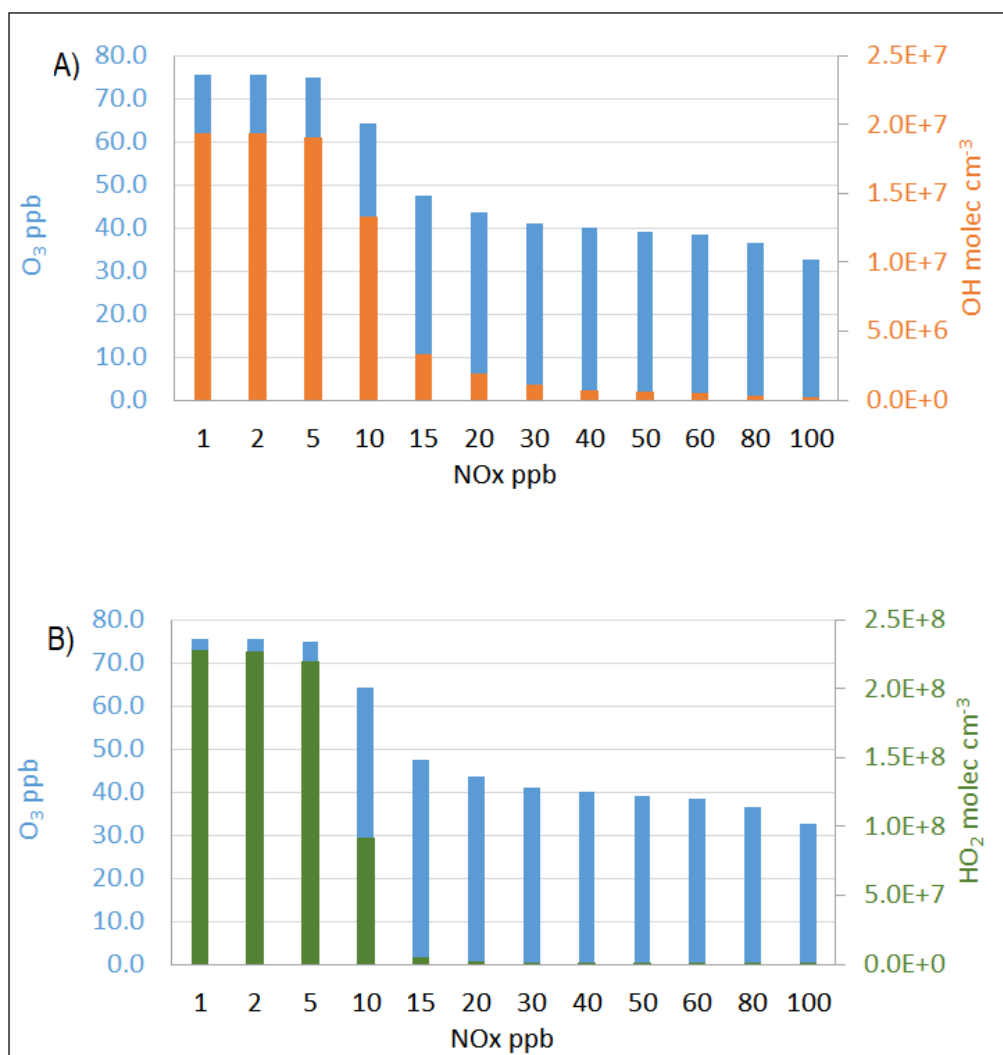 A)
80.0
70.0
60.0
50.0
40.0
30.0
20.0
10.0
0.0
O₃ ppb
2.5E+7
2.0E+7
1.5E+7
1.0E+7
5.0E+6
0.0E+0
OH molec cm⁻³
1 2 5 10 15 20 30 40 50 60 80 100
NOx ppb
B)
80.0
70.0
60.0
50.0
40.0
30.0
20.0
10.0
0.0
O₃ ppb
2.5E+8
2.0E+8
1.5E+8
1.0E+8
5.0E+7
0.0E+0
HO₂ molec cm⁻³
1 2 5 10 15 20 30 40 50 60 80 100
NOx ppb